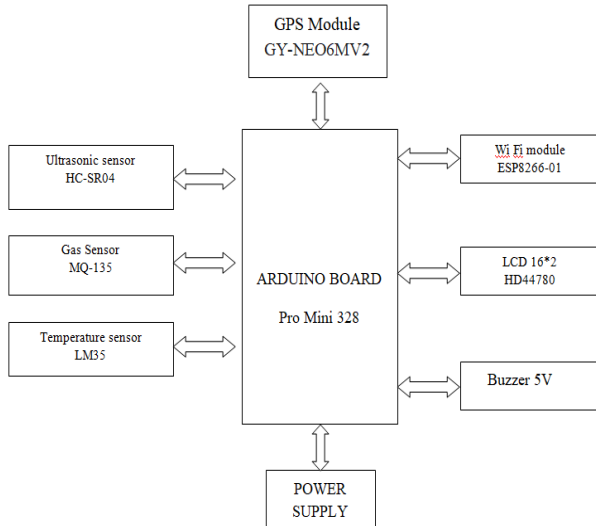 GPS Module
GY-NEO6MV2
Ultrasonic sensor
HC-SR04
Gas Sensor
MQ-135
Temperature sensor
LM35
ARDUINO BOARD
Pro Mini 328
Wi Fi module
ESP8266-01
LCD 16*2
HD44780
Buzzer 5V
POWER
SUPPLY